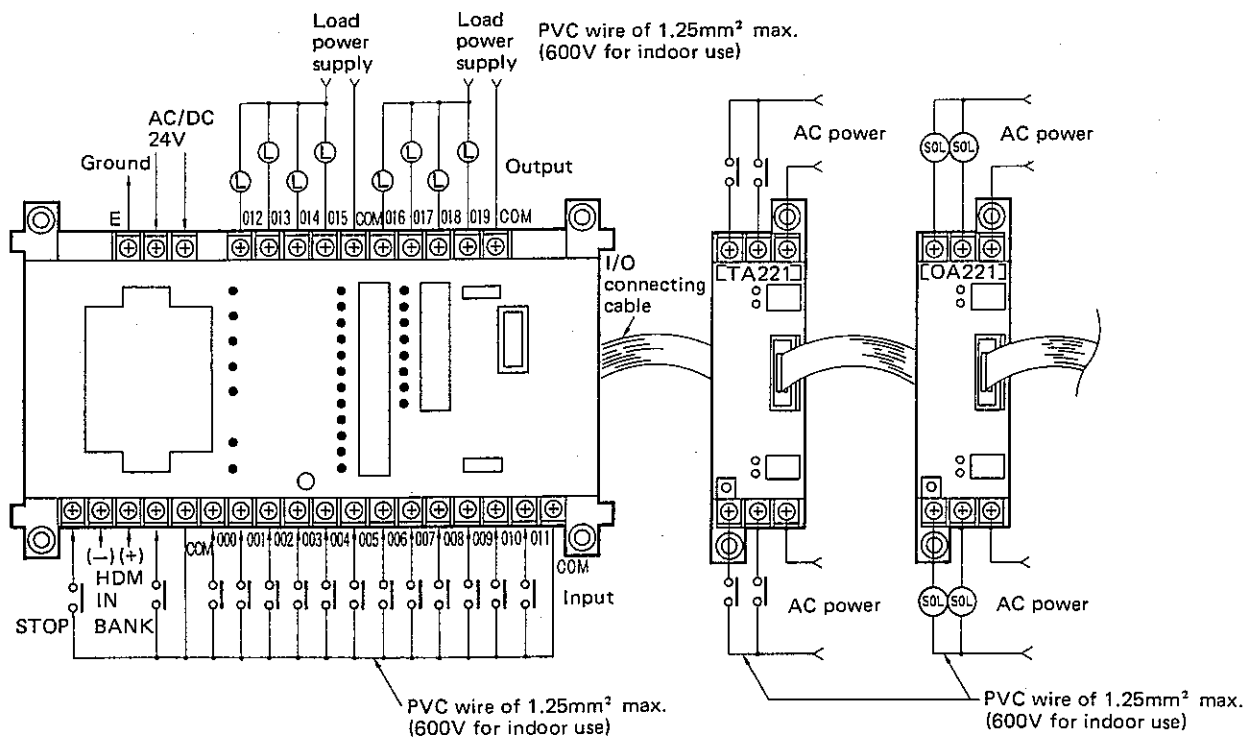 Load
power
supply
Load
power
supply
PVC wire of 1.25mm² max.
(600V for indoor use)
AC/DC
24V
Ground
Output
E
012 013 014 015 COM 016 017 018 019 COM
L L L L L L L L
I/O
connecting
cable
AC power
AC power
SOL SOL
TA221
OA221
COM 000 001 002 003 004 005 006 007 008 009 010 011
COM
(—) (+)
HDM
IN
BANK
STOP
Input
AC power
SOL SOL
AC power
PVC wire of 1.25mm² max.
(600V for indoor use)
PVC wire of 1.25mm² max.
(600V for indoor use)